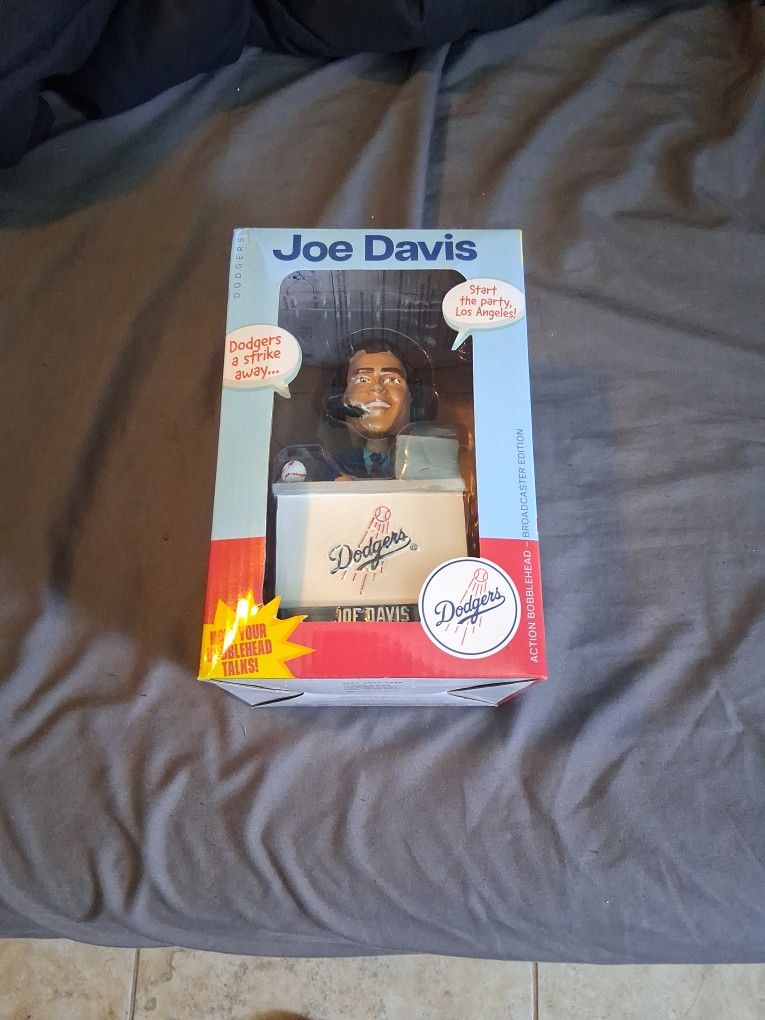 Joe Davis
DODGERS
Start
the party,
Los Angeles!
Dodgers
a strike
away...
Dodgers
JOE DAVIS
Dodgers
YOUR
TALKS!
ACTION BOBBLEHEAD - BROADCASTER EDITION